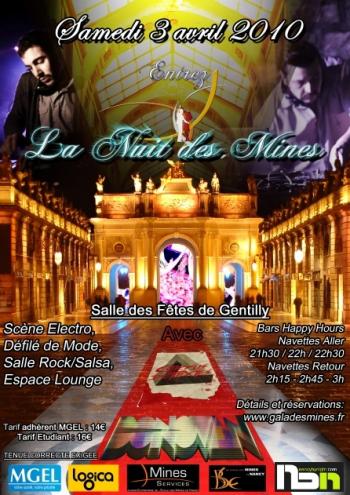 Samedi 3 avril 2010
Entrez
La Nuit des Mines
Salle des Fêtes de Gentilly
Avec
Scène Electro,
Défilé de Mode,
Salle Rock/Salsa,
Espace Lounge
Bars Happy Hours
Navettes Aller
21h30 / 22h / 22h30
Navettes Retour
2h15 - 2h45 - 3h
Détails et réservations:
www.galadesmines.fr
Tarif adhérent MGEL : 14€
Tarif Etudiant : 16€
TENUE CORRECTE EXIGEE
DONOVAN
MGEL
logica
Mines
SERVICES
MINES
NANCY